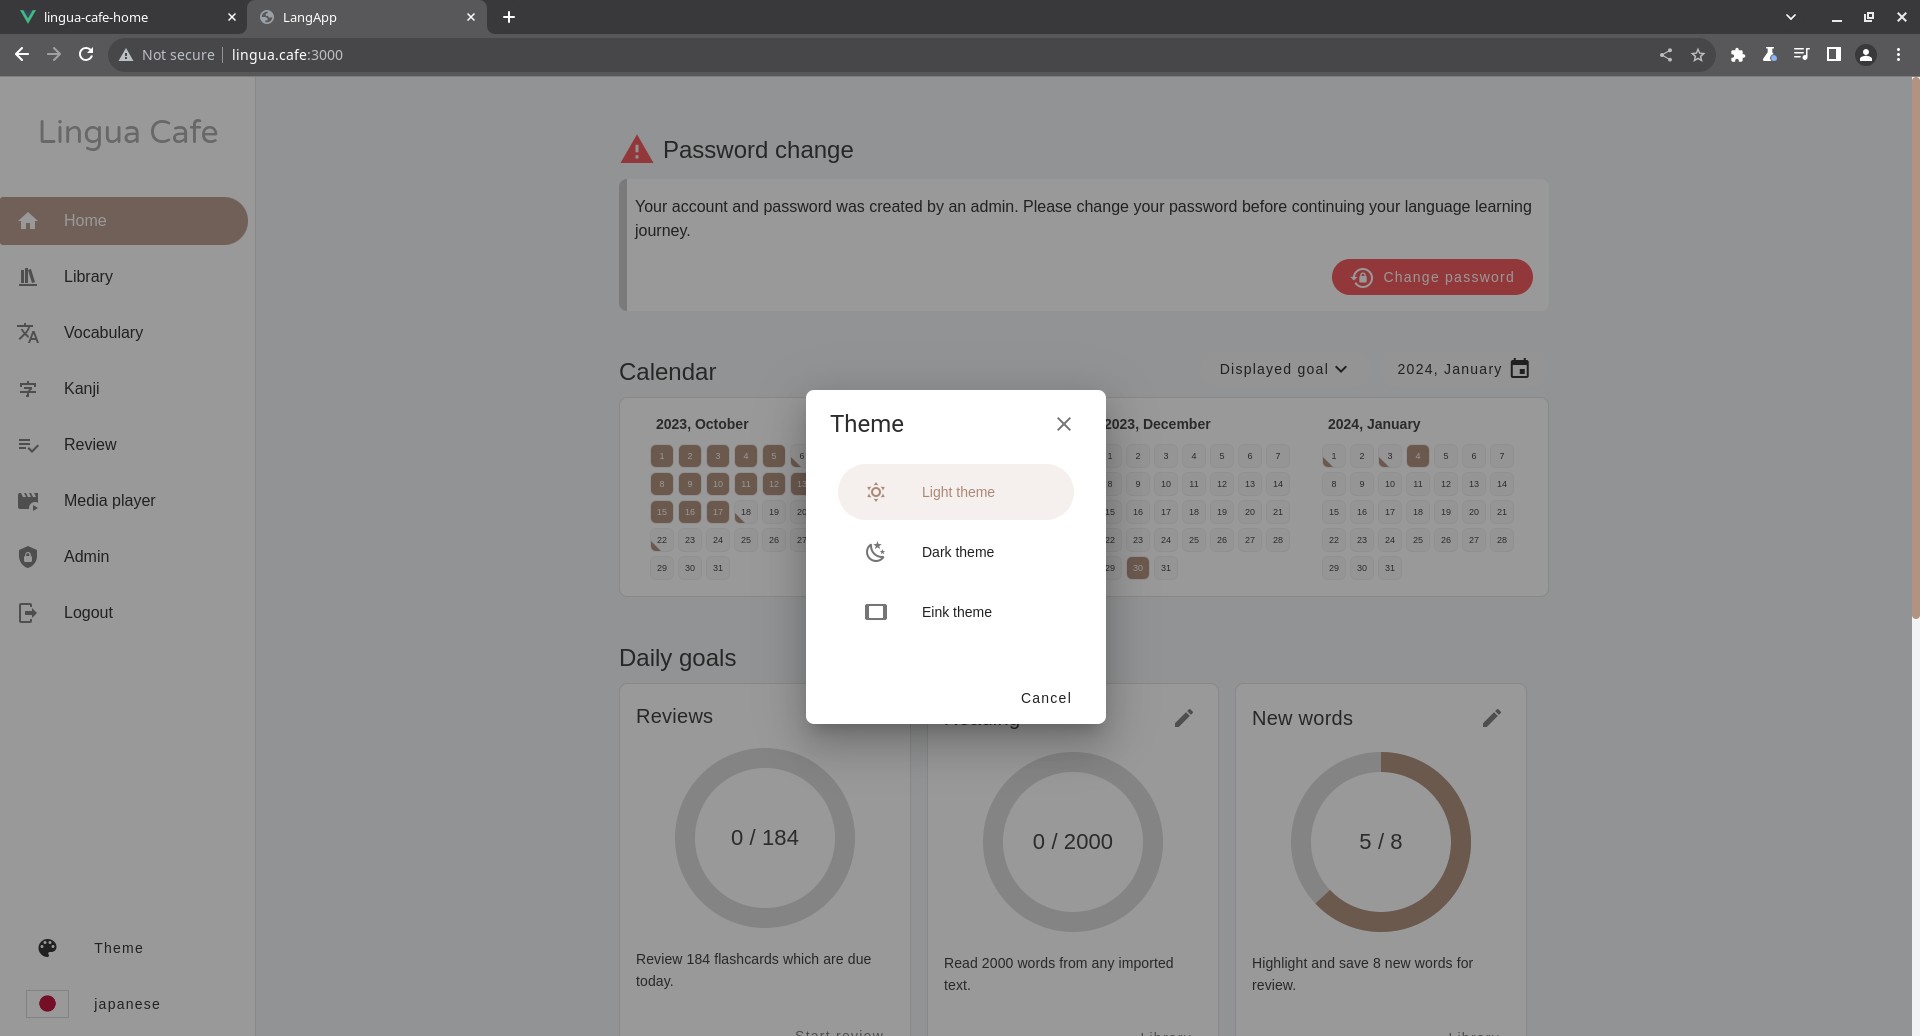 lingua-cafe-home
LangApp
Not secure
lingua.cafe:3000
Lingua Cafe
Home
Library
Vocabulary
Kanji
Review
Media player
Admin
Logout
Theme
japanese
Password change
Your account and password was created by an admin. Please change your password before continuing your language learning
journey.
Change password
Calendar
Displayed goal
2024, January
2023, October
1 2 3 4 5 6
8 9 10 11 12 13
15 16 17 18 19 20
22 23 24 25 26 27
29 30 31
2023, December
1 2 3 4 5 6 7
8 9 10 11 12 13 14
15 16 17 18 19 20 21
22 23 24 25 26 27 28
29 30 31
2024, January
1 2 3 4 5 6 7
8 9 10 11 12 13 14
15 16 17 18 19 20 21
22 23 24 25 26 27 28
29 30 31
Theme
Light theme
Dark theme
Eink theme
Cancel
Daily goals
Reviews
0 / 184
Review 184 flashcards which are due
today.
Start review
Reading
0 / 2000
Read 2000 words from any imported
text.
Library
New words
5 / 8
Highlight and save 8 new words for
review.
Library